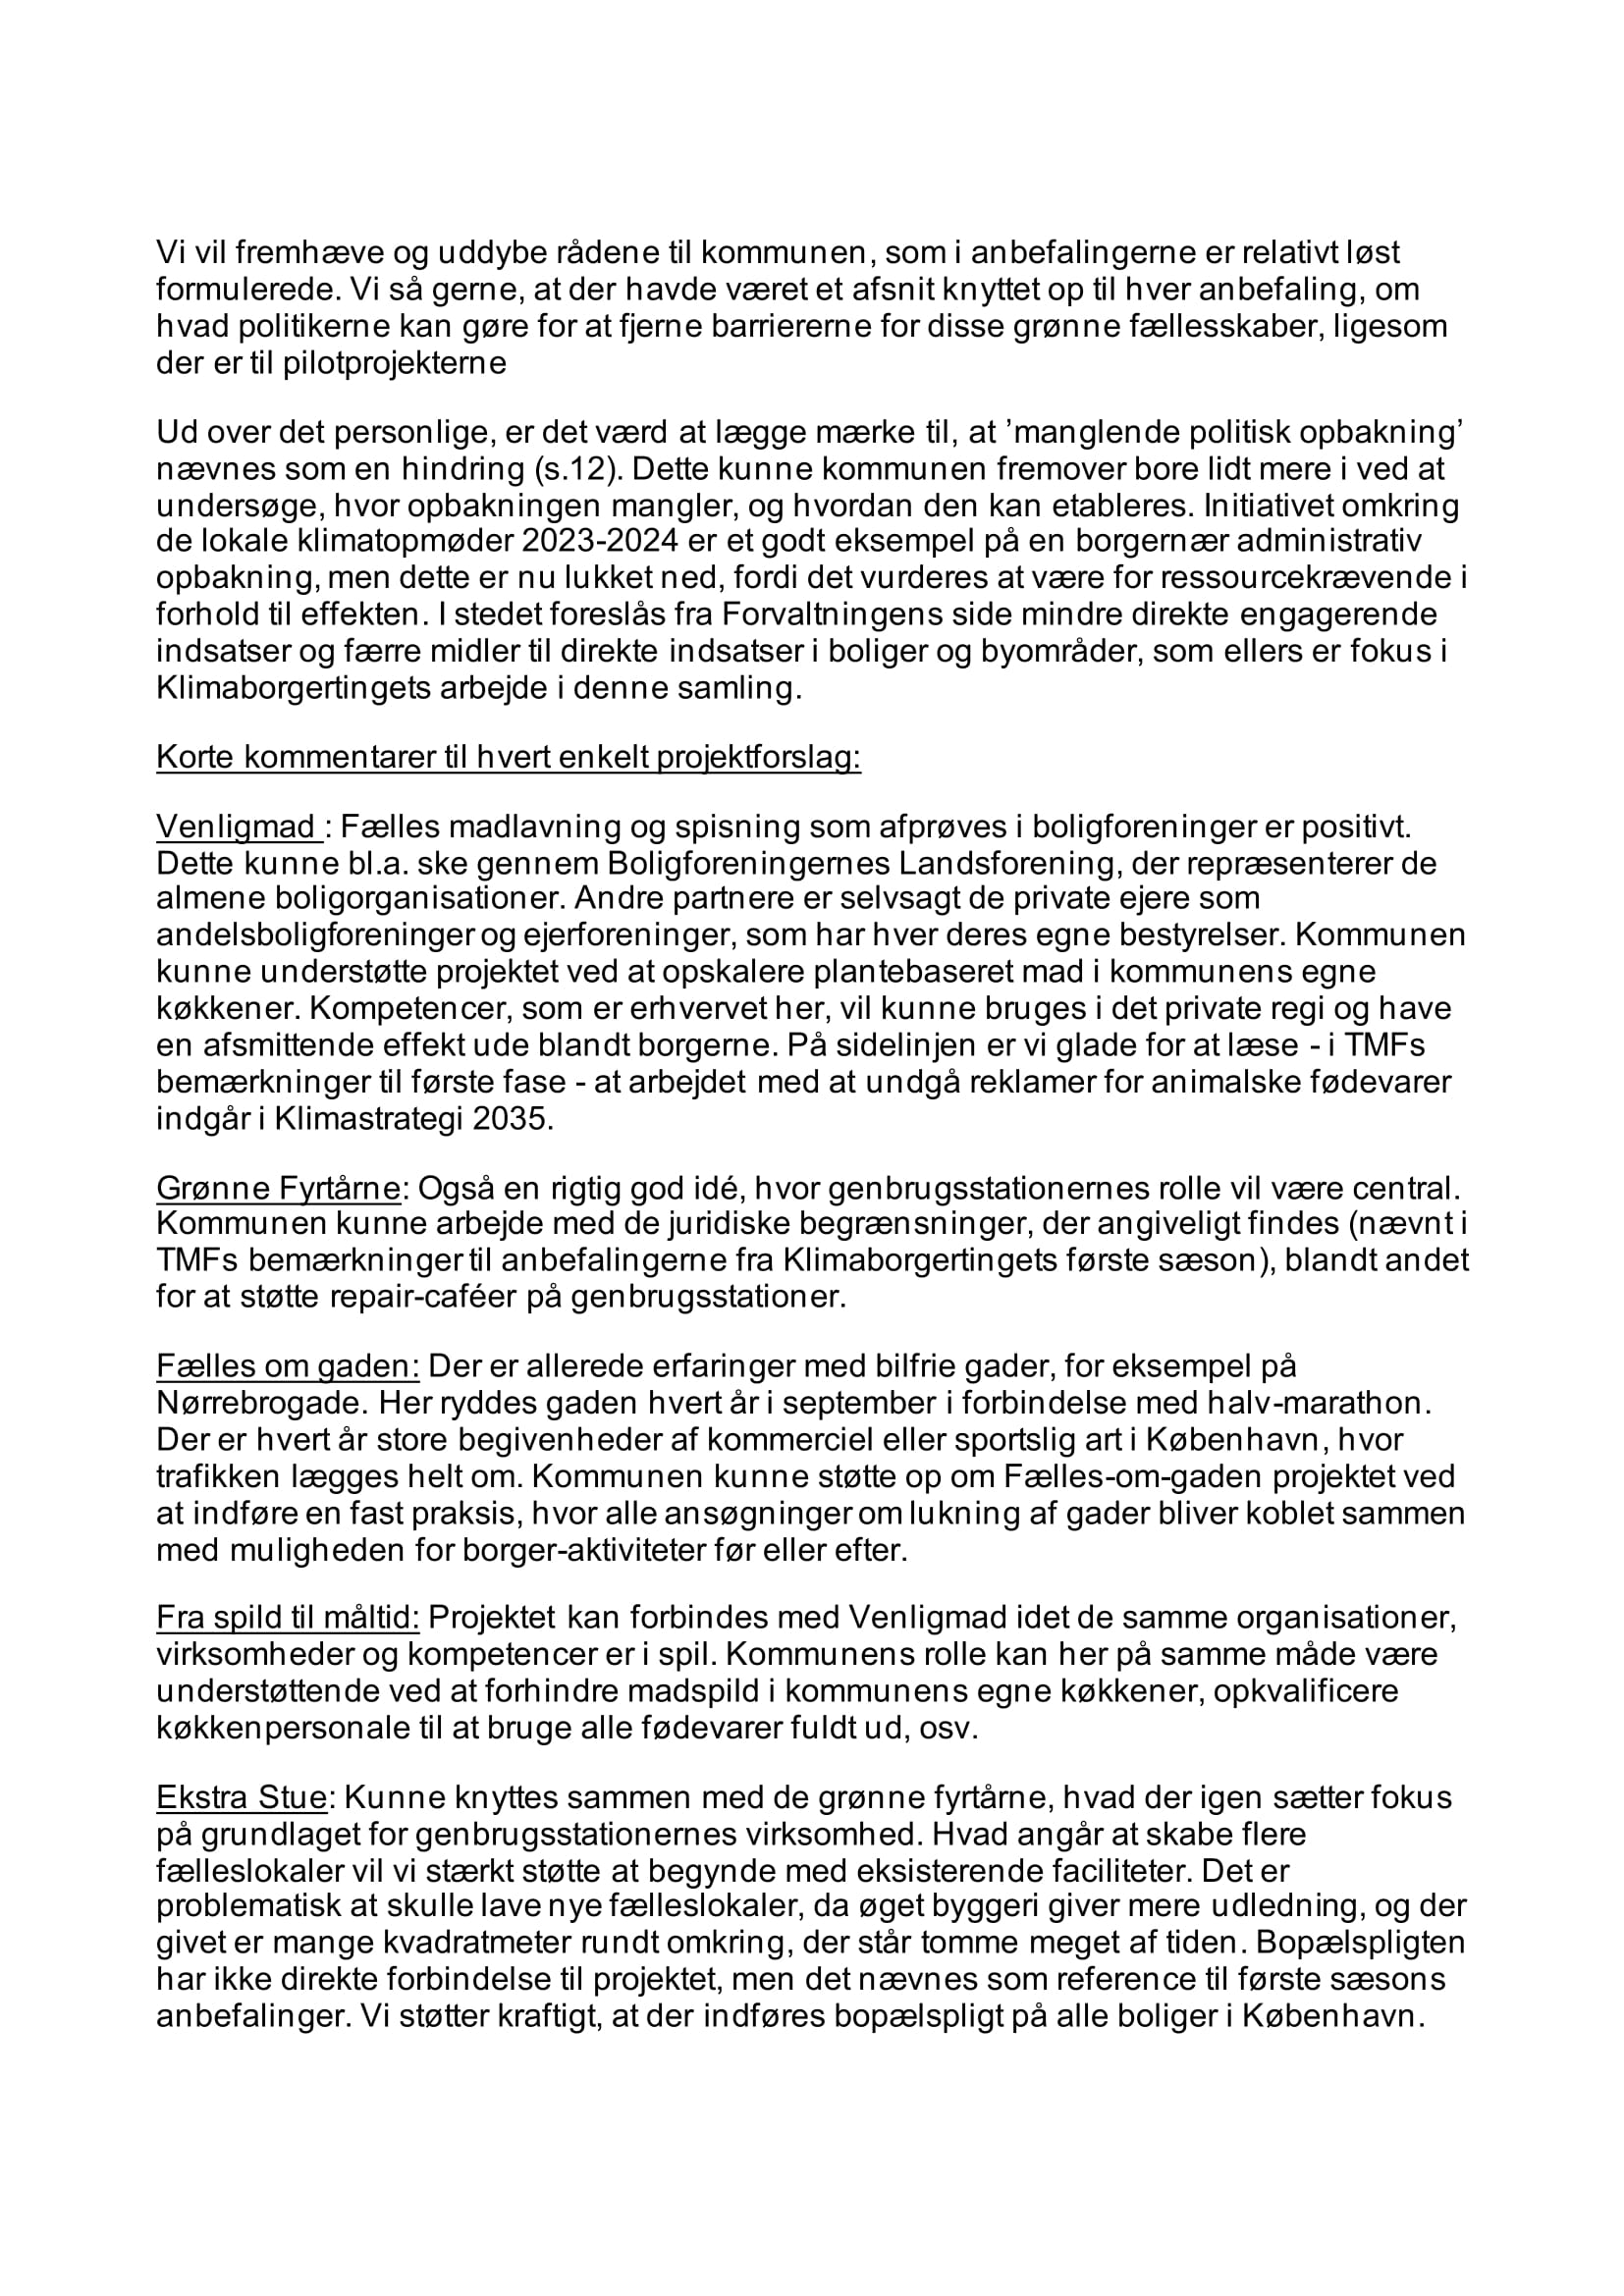 Vi vil fremhæve og uddybe rådene til kommunen, som i anbefalingerne er relativt løst
formulerede. Vi så gerne, at der havde været et afsnit knyttet op til hver anbefaling, om
hvad politikerne kan gøre for at fjerne barriererne for disse grønne fællesskaber, ligesom
der er til pilotprojekterne
Ud over det personlige, er det værd at lægge mærke til, at ’manglende politisk opbakning’
nævnes som en hindring (s.12). Dette kunne kommunen fremover bore lidt mere i ved at
undersøge, hvor opbakningen mangler, og hvordan den kan etableres. Initiativet omkring
de lokale klimatopmøder 2023-2024 er et godt eksempel på en borgernær administrativ
opbakning, men dette er nu lukket ned, fordi det vurderes at være for ressourcekrævende i
forhold til effekten. I stedet foreslås fra Forvaltningens side mindre direkte engagerende
indsatser og færre midler til direkte indsatser i boliger og byområder, som ellers er fokus i
Klimaborgertingets arbejde i denne samling.
Korte kommentarer til hvert enkelt projektforslag:
Venligmad : Fælles madlavning og spisning som afprøves i boligforeninger er positivt.
Dette kunne bl.a. ske gennem Boligforeningernes Landsforening, der repræsenterer de
almene boligorganisationer. Andre partnere er selvsagt de private ejere som
andelsboligforeninger og ejerforeninger, som har hver deres egne bestyrelser. Kommunen
kunne understøtte projektet ved at opskalere plantebaseret mad i kommunens egne
køkkener. Kompetencer, som er erhvervet her, vil kunne bruges i det private regi og have
en afsmittende effekt ude blandt borgerne. På sidelinjen er vi glade for at læse - i TMFs
bemærkninger til første fase - at arbejdet med at undgå reklamer for animalske fødevarer
indgår i Klimastrategi 2035.
Grønne Fyrtårne: Også en rigtig god idé, hvor genbrugsstationernes rolle vil være central.
Kommunen kunne arbejde med de juridiske begrænsninger, der angiveligt findes (nævnt i
TMFs bemærkninger til anbefalingerne fra Klimaborgertingets første sæson), blandt andet
for at støtte repair-caféer på genbrugsstationer.
Fælles om gaden: Der er allerede erfaringer med bilfrie gader, for eksempel på
Nørrebrogade. Her ryddes gaden hvert år i september i forbindelse med halv-marathon.
Der er hvert år store begivenheder af kommerciel eller sportslig art i København, hvor
trafikken lægges helt om. Kommunen kunne støtte op om Fælles-om-gaden projektet ved
at indføre en fast praksis, hvor alle ansøgninger om lukning af gader bliver koblet sammen
med muligheden for borger-aktiviteter før eller efter.
Fra spild til måltid: Projektet kan forbindes med Venligmad idet de samme organisationer,
virksomheder og kompetencer er i spil. Kommunens rolle kan her på samme måde være
understøttende ved at forhindre madspild i kommunens egne køkkener, opkvalificere
køkkenpersonale til at bruge alle fødevarer fuldt ud, osv.
Ekstra Stue: Kunne knyttes sammen med de grønne fyrtårne, hvad der igen sætter fokus
på grundlaget for genbrugsstationernes virksomhed. Hvad angår at skabe flere
fælleslokaler vil vi stærkt støtte at begynde med eksisterende faciliteter. Det er
problematisk at skulle lave nye fælleslokaler, da øget byggeri giver mere udledning, og der
givet er mange kvadratmeter rundt omkring, der står tomme meget af tiden. Bopælspligten
har ikke direkte forbindelse til projektet, men det nævnes som reference til første sæsons
anbefalinger. Vi støtter kraftigt, at der indføres bopælspligt på alle boliger i København.